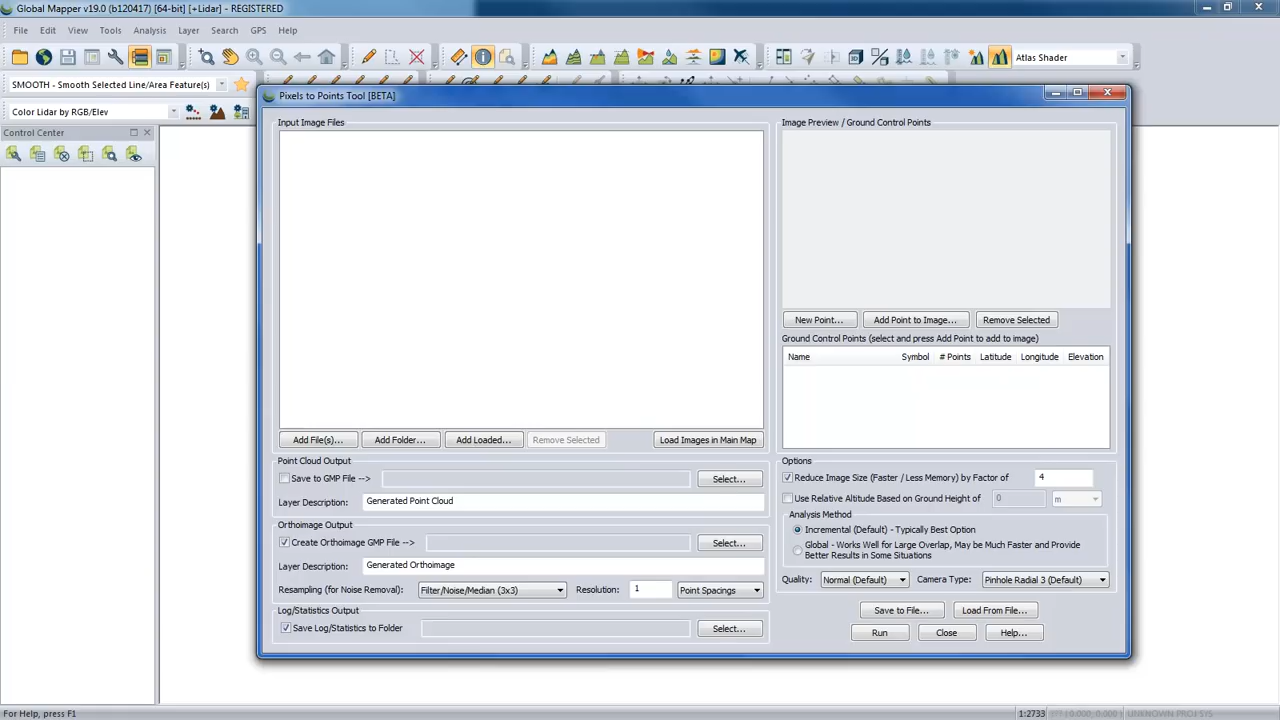 Global Mapper v19.0 (b120417) [64-bit] [+Lidar] - REGISTERED
File Edit View Tools Analysis Layer Search GPS Help
Atlas Shader
SMOOTH - Smooth Selected Line/Area Feature(s)
Color Lidar by RGB/Elev
Control Center
Pixels to Points Tool [BETA]
Input Image Files
Add File(s)... Add Folder... Add Loaded... Remove Selected Load Images in Main Map
Point Cloud Output
Save to GMP File --> Select...
Layer Description: Generated Point Cloud
Orthoimage Output
Create Orthoimage GMP File --> Select...
Layer Description: Generated Orthoimage
Resampling (for Noise Removal): Filter/Noise/Median (3x3) Resolution: 1 Point Spacings
Log/Statistics Output
Save Log/Statistics to Folder Select...
Image Preview / Ground Control Points
New Point... Add Point to Image... Remove Selected
Ground Control Points (select and press Add Point to add to image)
Name Symbol # Points Latitude Longitude Elevation
Options
Reduce Image Size (Faster / Less Memory) by Factor of 4
Use Relative Altitude Based on Ground Height of 0 m
Analysis Method
Incremental (Default) - Typically Best Option
Global - Works Well for Large Overlap, May be Much Faster and Provide
Better Results in Some Situations
Quality: Normal (Default) Camera Type: Pinhole Radial 3 (Default)
Save to File... Load From File...
Run Close Help...
For Help, press F1
1:2733